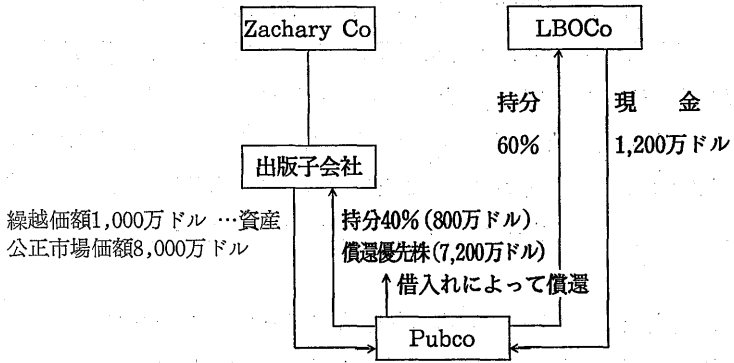 Zachary Co
LBOCo
持分
60%
現　金
1,200万ドル
出版子会社
繰越価額1,000万ドル …資産
公正市場価額8,000万ドル
持分40%(800万ドル)
償還優先株(7,200万ドル)
借入れによって償還
Pubco